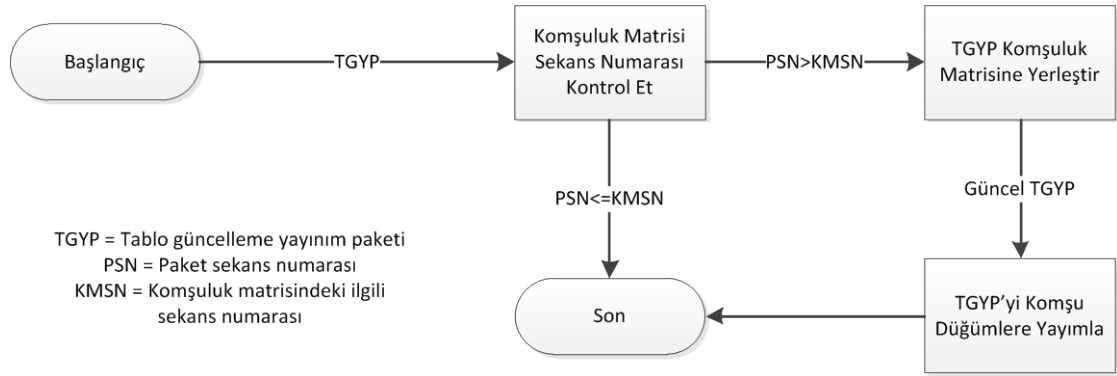 Başlangıç
TGYP
Komşuluk Matrisi
Sekans Numarası
Kontrol Et
PSN>KMSN
TGYP Komşuluk
Matrisine Yerleştir
PSN<=KMSN
Güncel TGYP
TGYP = Tablo güncelleme yayınım paketi
PSN = Paket sekans numarası
KMSN = Komşuluk matrisindeki ilgili
sekans numarası
Son
TGYP’yi Komşu
Düğümlere Yayımla